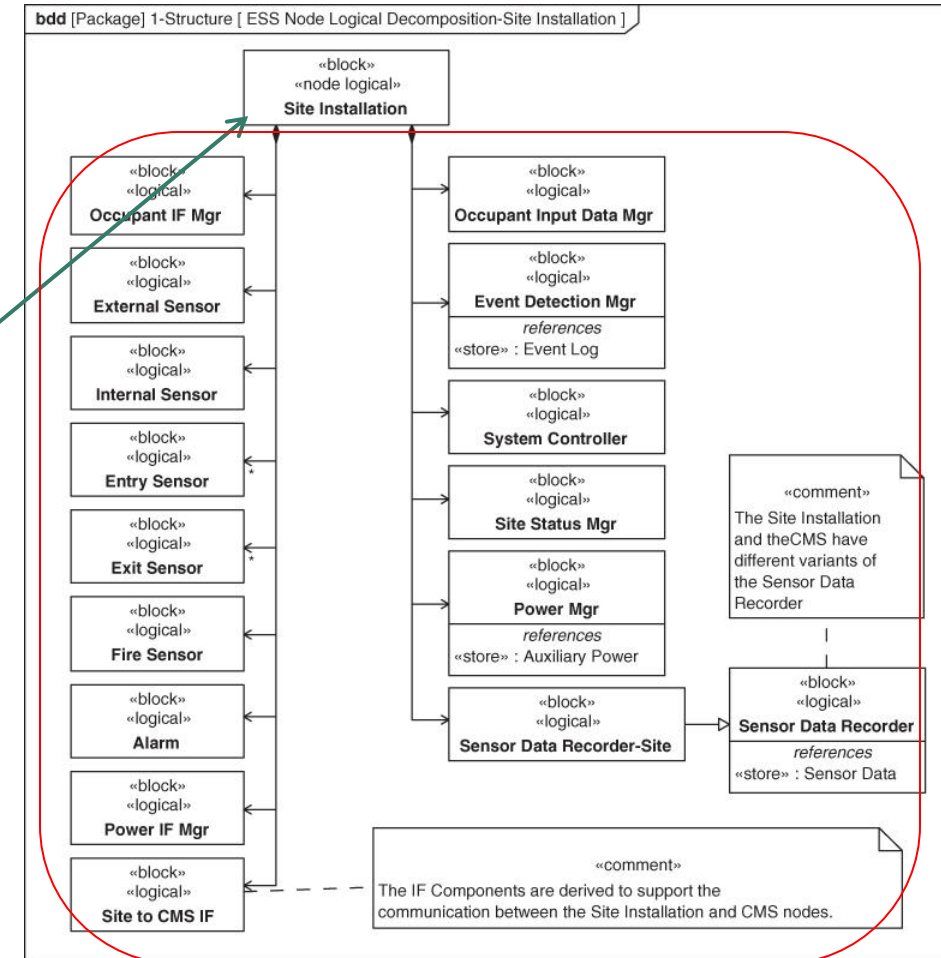 bdd [Package] 1-Structure [ ESS Node Logical Decomposition-Site Installation ]
«block»
«node logical»
Site Installation
«block»
«logical»
Occupant IF Mgr
«block»
«logical»
External Sensor
«block»
«logical»
Internal Sensor
«block»
«logical»
Entry Sensor
*
«block»
«logical»
Exit Sensor
*
«block»
«logical»
Fire Sensor
«block»
«logical»
Alarm
«block»
«logical»
Power IF Mgr
«block»
«logical»
Site to CMS IF
«block»
«logical»
Occupant Input Data Mgr
«block»
«logical»
Event Detection Mgr
references
«store» : Event Log
«block»
«logical»
System Controller
«block»
«logical»
Site Status Mgr
«block»
«logical»
Power Mgr
references
«store» : Auxiliary Power
«block»
«logical»
Sensor Data Recorder-Site
«comment»
The Site Installation
and theCMS have
different variants of
the Sensor Data
Recorder
«block»
«logical»
Sensor Data Recorder
references
«store» : Sensor Data
«comment»
The IF Components are derived to support the
communication between the Site Installation and CMS nodes.